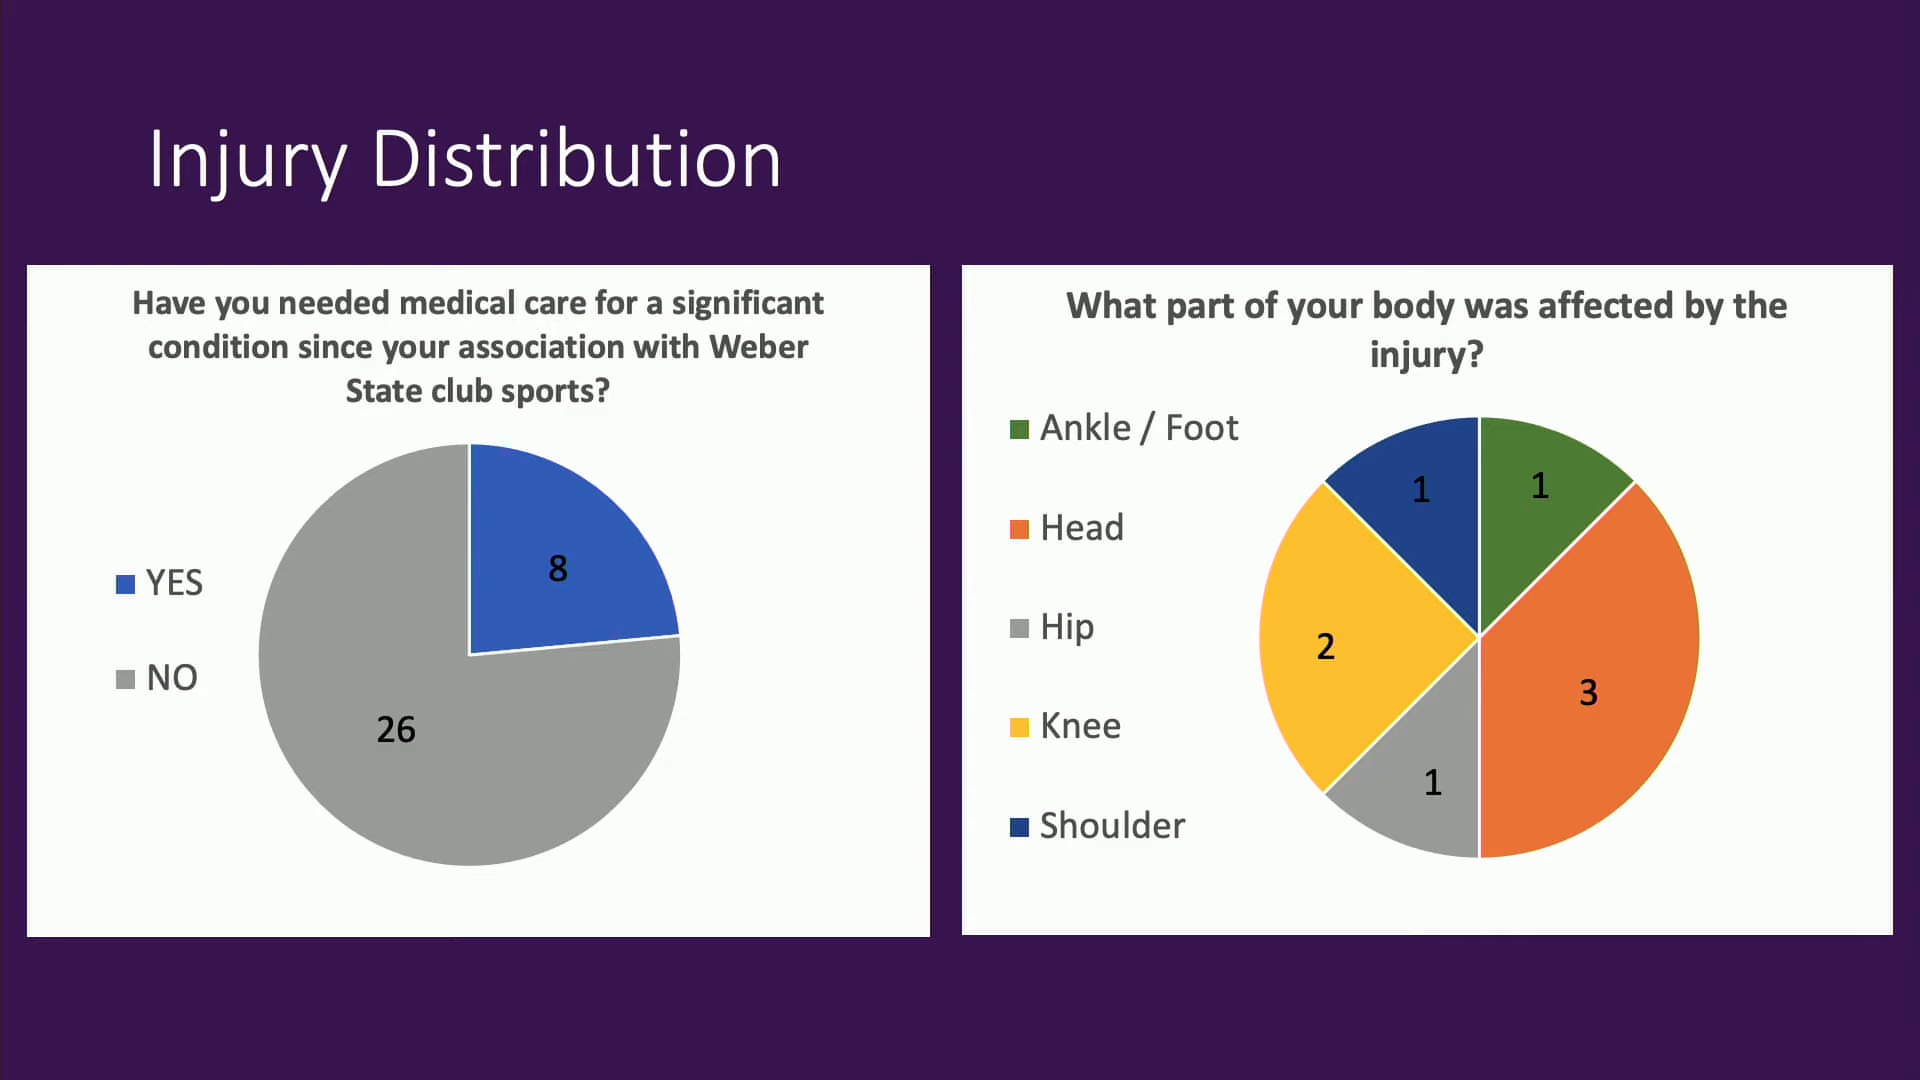 Injury Distribution
Have you needed medical care for a significant
condition since your association with Weber
State club sports?
YES
NO
8
26
What part of your body was affected by the
injury?
Ankle / Foot
Head
Hip
Knee
Shoulder
1
1
2
3
1